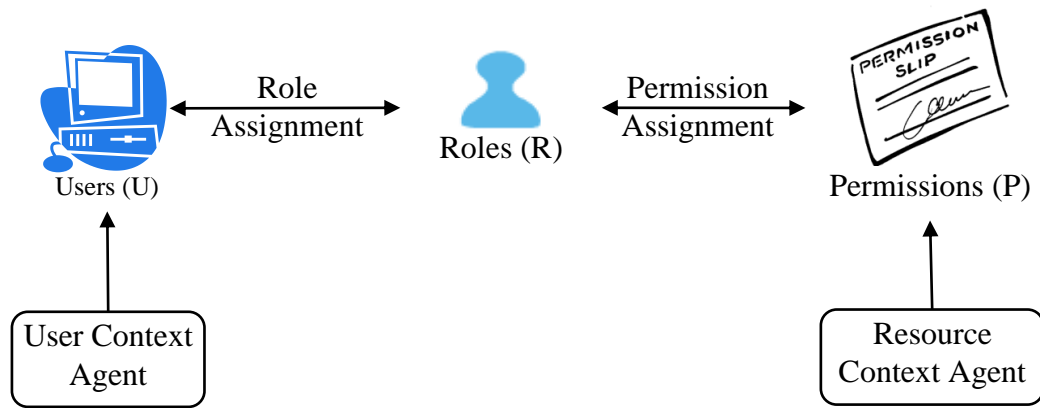 PERMISSION
SLIP
Role
Assignment
Permission
Assignment
Users (U)
Roles (R)
Permissions (P)
User Context
Agent
Resource
Context Agent